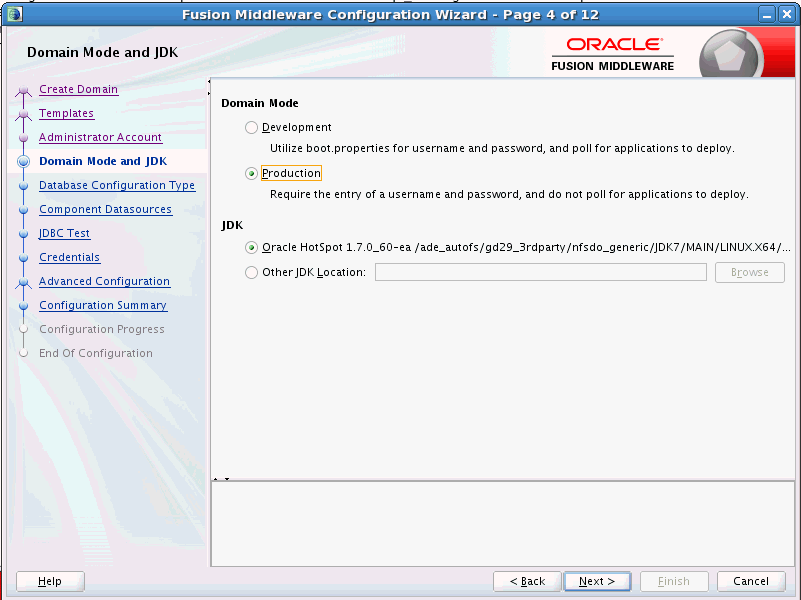 Fusion Middleware Configuration Wizard - Page 4 of 12
Domain Mode and JDK
ORACLE
FUSION MIDDLEWARE
Create Domain
Templates
Administrator Account
Domain Mode and JDK
Database Configuration Type
Component Datasources
JDBC Test
Credentials
Advanced Configuration
Configuration Summary
Configuration Progress
End Of Configuration
Domain Mode
Development
Utilize boot.properties for username and password, and poll for applications to deploy.
Production
Require the entry of a username and password, and do not poll for applications to deploy.
JDK
Oracle HotSpot 1.7.0_60-ea /ade_autofs/gd29_3rdparty/nfsdo_generic/JDK7/MAIN/LINUX.X64/...
Other JDK Location:
Browse
Help
< Back
Next >
Finish
Cancel